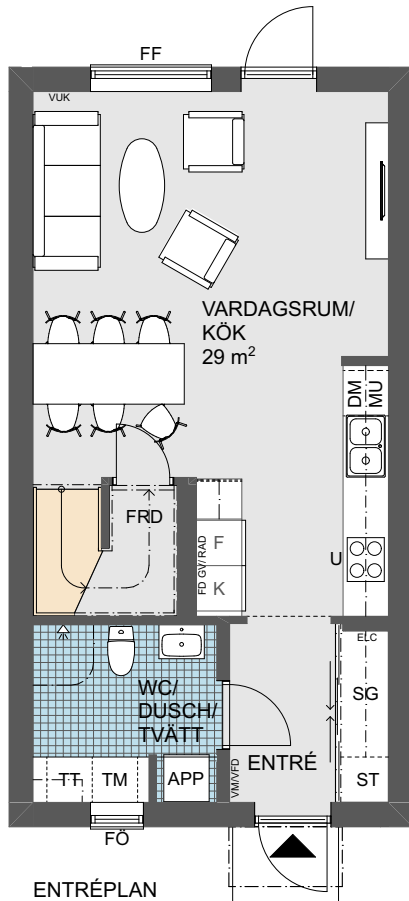 FF
VUK
VARDAGSRUM/
KÖK
29 m²
DM
MU
FRD
FD GV/RAD
F
K
U
ELC
WC/
DUSCH/
TVÄTT
SG
ENTRÉ
VM/VFD
TT
TM
APP
ST
FÖ
ENTRÉPLAN